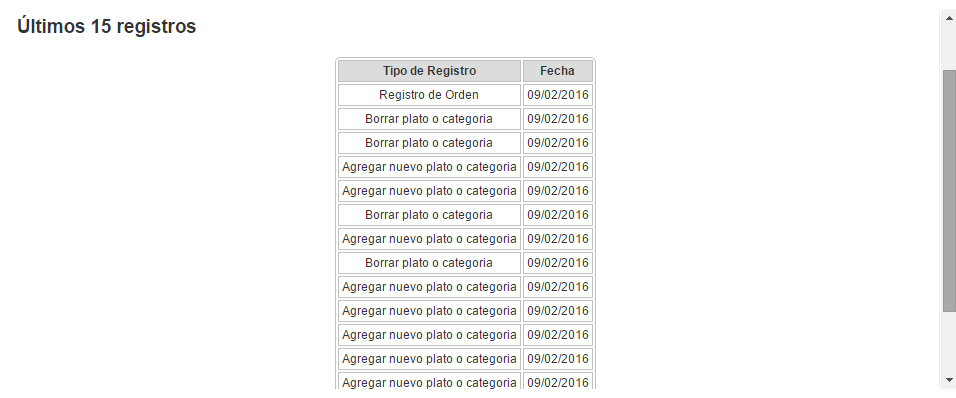 Últimos 15 registros
Tipo de Registro Fecha
Registro de Orden 09/02/2016
Borrar plato o categoria 09/02/2016
Borrar plato o categoria 09/02/2016
Agregar nuevo plato o categoria 09/02/2016
Agregar nuevo plato o categoria 09/02/2016
Borrar plato o categoria 09/02/2016
Agregar nuevo plato o categoria 09/02/2016
Borrar plato o categoria 09/02/2016
Agregar nuevo plato o categoria 09/02/2016
Agregar nuevo plato o categoria 09/02/2016
Agregar nuevo plato o categoria 09/02/2016
Agregar nuevo plato o categoria 09/02/2016
Agregar nuevo plato o categoria 09/02/2016